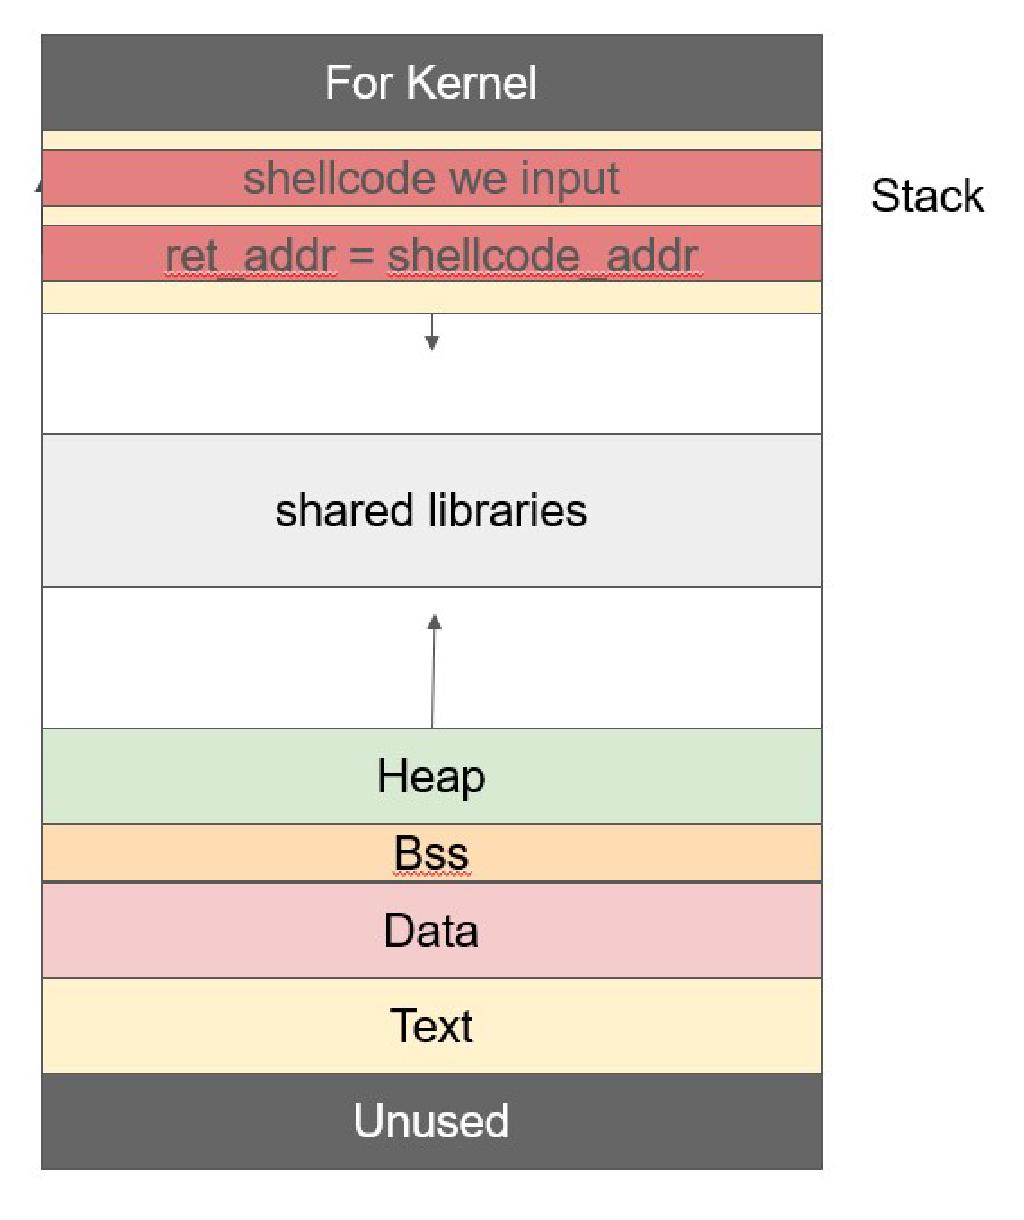 For Kernel
shellcode we input
Stack
ret_addr = shellcode_addr
shared libraries
Heap
Bss
Data
Text
Unused